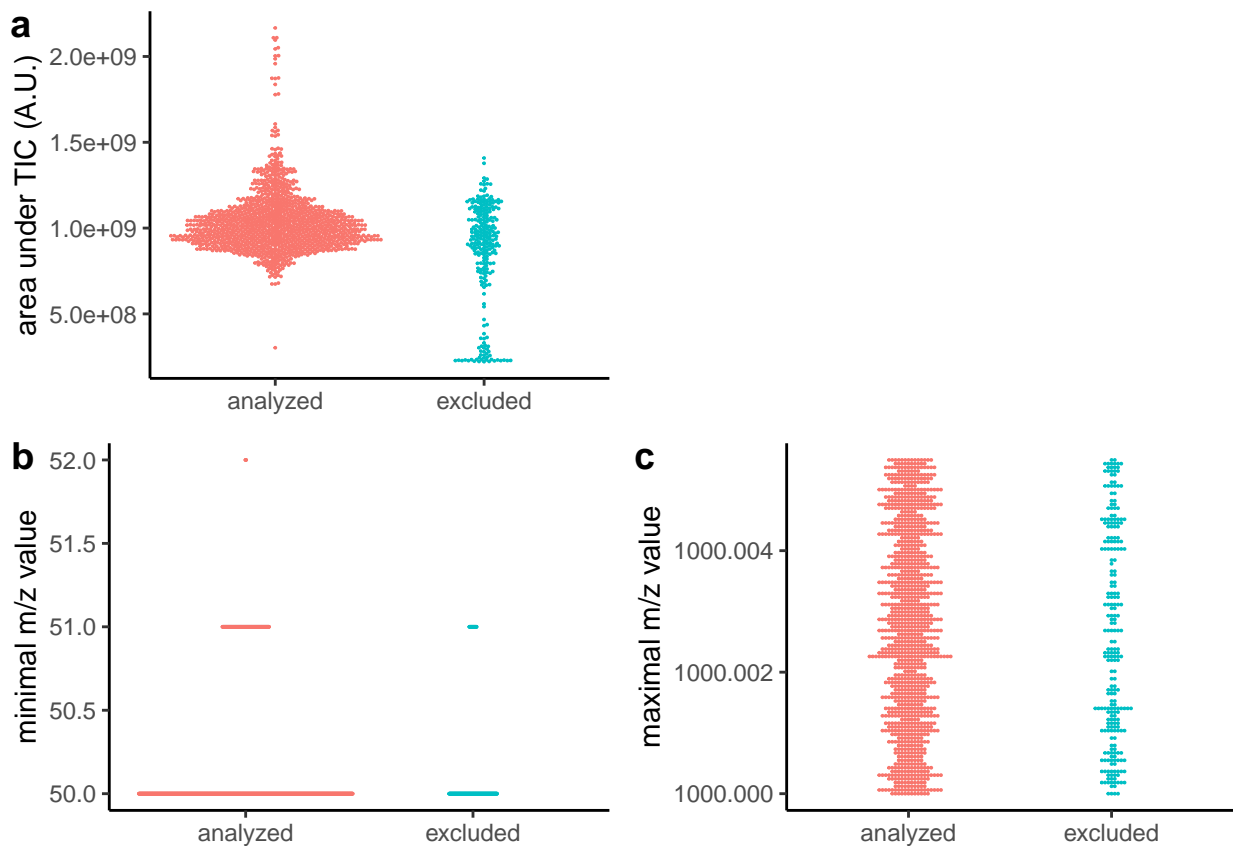 a
area under TIC (A.U.)
2.0e+09
1.5e+09
1.0e+09
5.0e+08
analyzed
excluded
b
minimal m/z value
52.0
51.5
51.0
50.5
50.0
analyzed
excluded
c
maximal m/z value
1000.004
1000.002
1000.000
analyzed
excluded